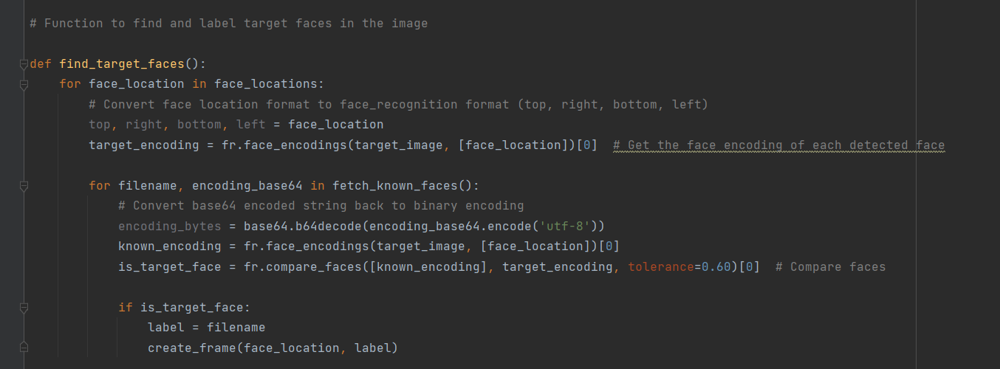 # Function to find and label target faces in the image
def find_target_faces():
for face_location in face_locations:
# Convert face location format to face_recognition format (top, right, bottom, left)
top, right, bottom, left = face_location
target_encoding = fr.face_encodings(target_image, [face_location])[0]  # Get the face encoding of each detected face
for filename, encoding_base64 in fetch_known_faces():
# Convert base64 encoded string back to binary encoding
encoding_bytes = base64.b64decode(encoding_base64.encode('utf-8'))
known_encoding = fr.face_encodings(target_image, [face_location])[0]
is_target_face = fr.compare_faces([known_encoding], target_encoding, tolerance=0.60)[0]  # Compare faces
if is_target_face:
label = filename
create_frame(face_location, label)